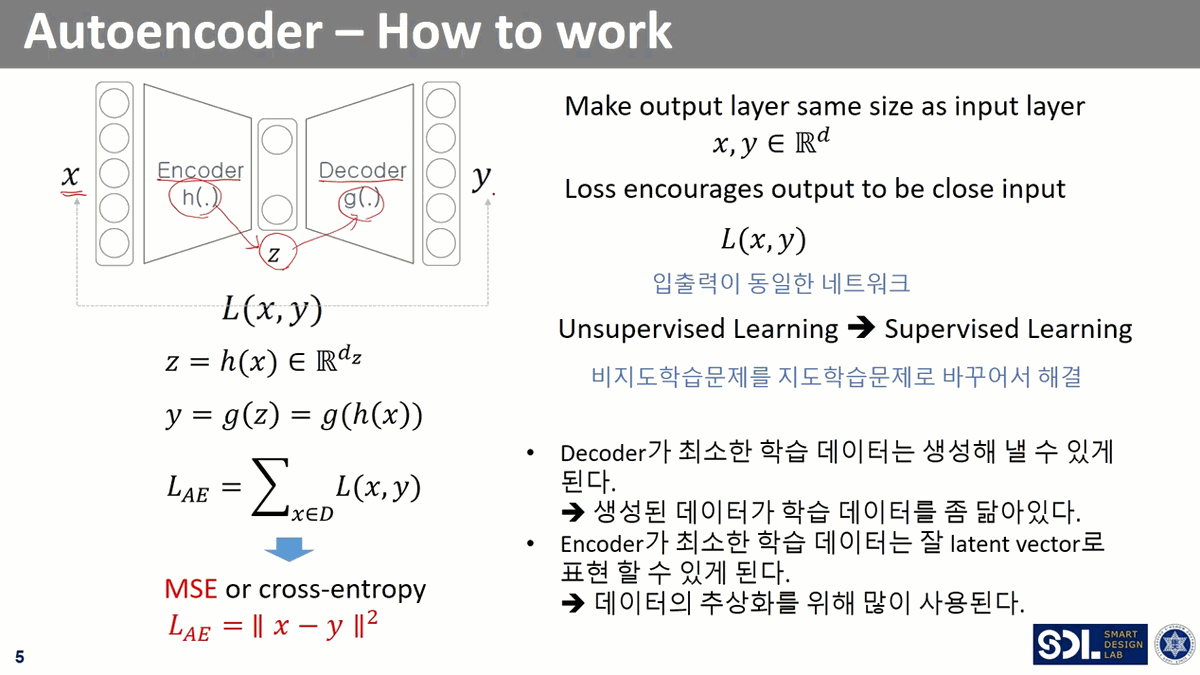 Autoencoder – How to work
x
Encoder
h(.)
z
Decoder
g(.)
y
L(x, y)
z = h(x) ∈ ℝ^{d_z}
y = g(z) = g(h(x))
L_{AE} = ∑_{x∈D} L(x, y)
MSE or cross-entropy
L_{AE} = ‖ x − y ‖²
Make output layer same size as input layer
x, y ∈ ℝ^d
Loss encourages output to be close input
L(x, y)
입출력이 동일한 네트워크
Unsupervised Learning ➔ Supervised Learning
비지도학습문제를 지도학습문제로 바꾸어서 해결
• Decoder가 최소한 학습 데이터는 생성해 낼 수 있게
된다.
➔ 생성된 데이터가 학습 데이터를 좀 닮아있다.
• Encoder가 최소한 학습 데이터는 잘 latent vector로
표현 할 수 있게 된다.
➔ 데이터의 추상화를 위해 많이 사용된다.
SDL.
SMART
DESIGN
LAB
5